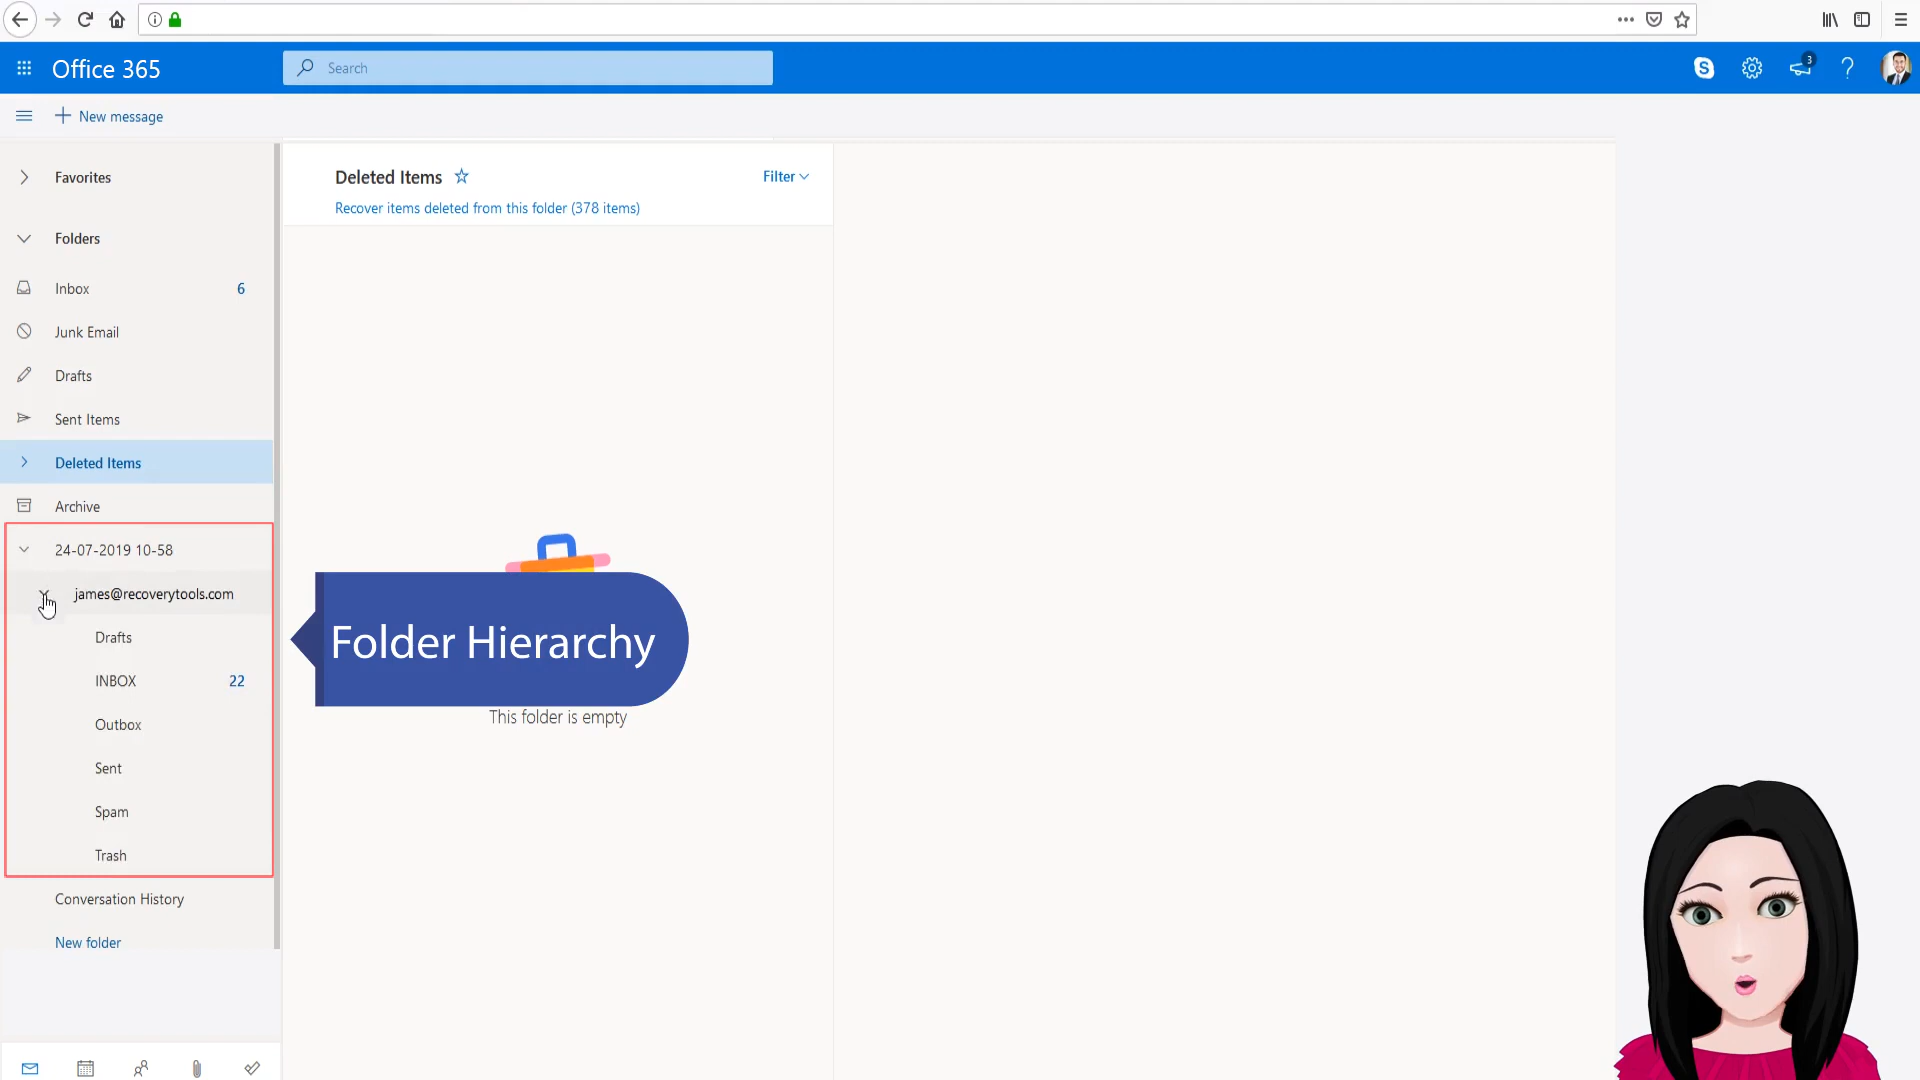 Office 365
Search
3
New message
Favorites
Folders
Inbox 6
Junk Email
Drafts
Sent Items
Deleted Items
Archive
24-07-2019 10-58
james@recoverytools.com
Drafts
INBOX 22
Outbox
Sent
Spam
Trash
Conversation History
New folder
Deleted Items
Filter
Recover items deleted from this folder (378 items)
Folder Hierarchy
This folder is empty